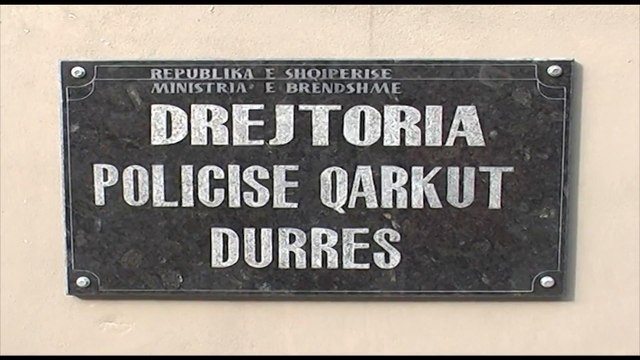 REPUBLIKA E SHQIPERISE
MINISTRIA E BRENDSHME
DREJTORIA
POLICISE QARKUT
DURRES